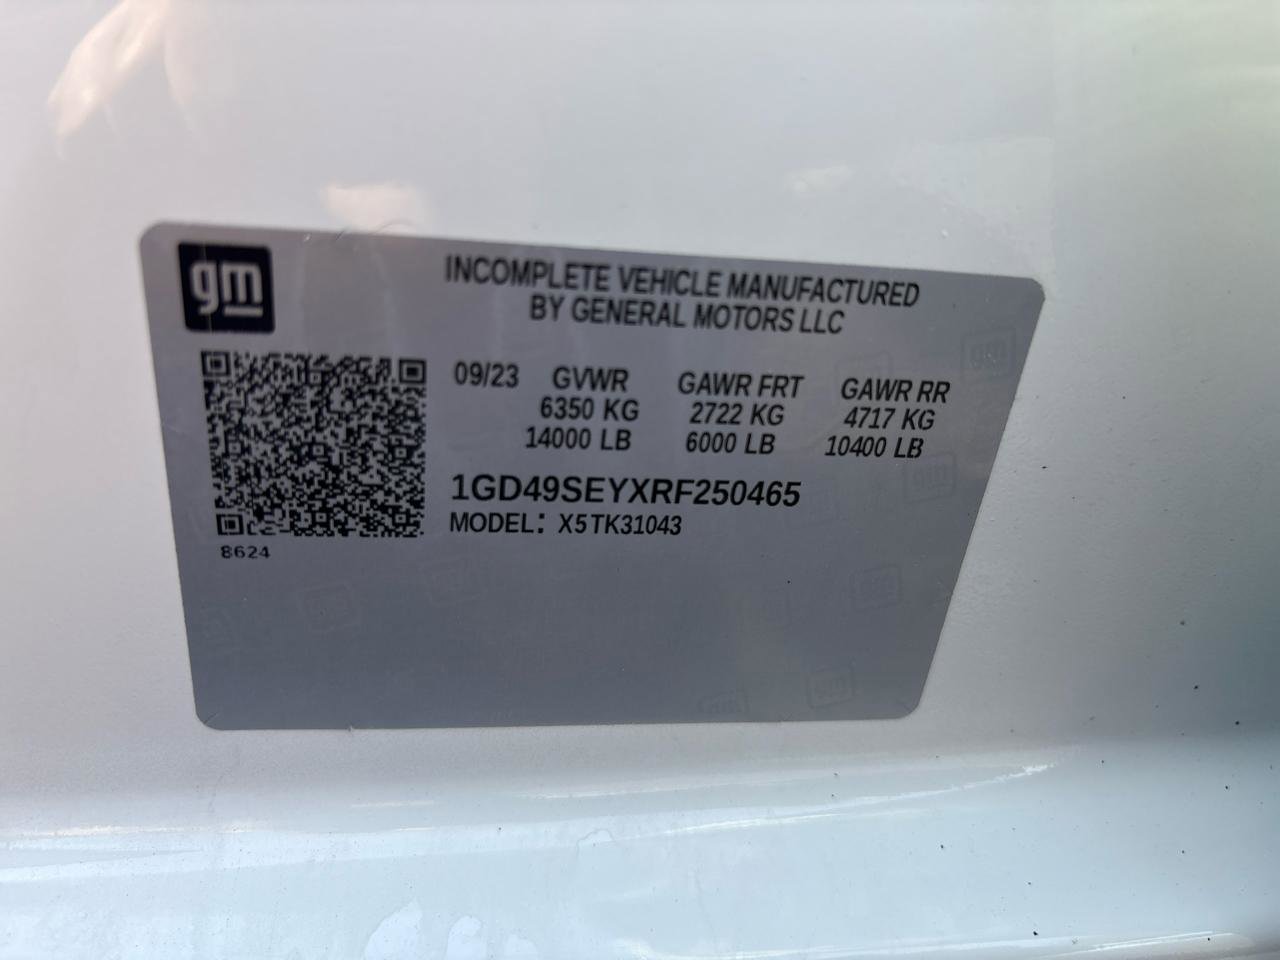 gm
INCOMPLETE VEHICLE MANUFACTURED
BY GENERAL MOTORS LLC
09/23 GVWR GAWR FRT GAWR RR
6350 KG 2722 KG 4717 KG
14000 LB 6000 LB 10400 LB
1GD49SEYXRF250465
MODEL: X5TK31043
8624